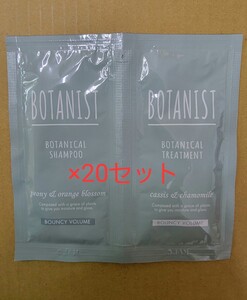 BOTANIST
BOTANICAL
SHAMPOO
peony & orange blossom
BOUNCY VOLUME
BOTANIST
BOTANICAL
TREATMENT
cassis & chamomile
BOUNCY VOLUME
×20セット